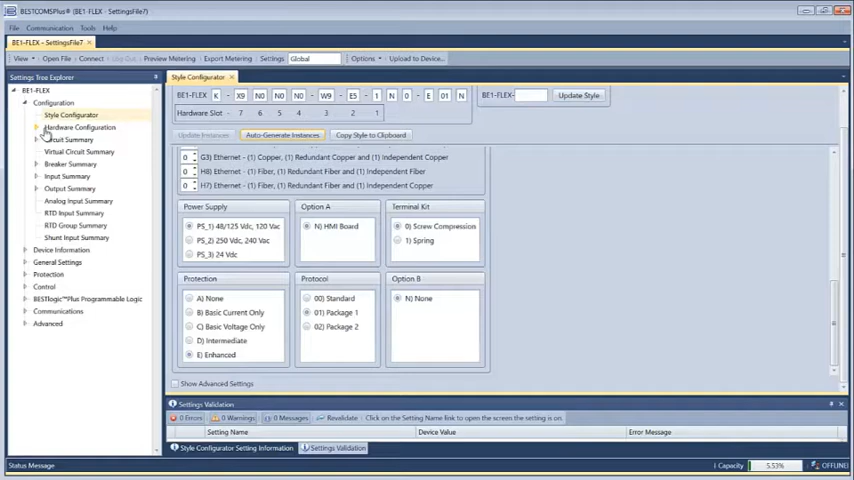 BESTCOMSPlus® (BE1-FLEX - SettingsFile7)
File Communication Tools Help
BE1-FLEX - SettingsFile7
View Open File Connect Log Out Preview Metering Export Metering Settings Global Options Upload to Device...
Settings Tree Explorer
BE1-FLEX
Configuration
Style Configurator
Hardware Configuration
Circuit Summary
Virtual Circuit Summary
Breaker Summary
Input Summary
Output Summary
Analog Input Summary
RTD Input Summary
RTD Group Summary
Shunt Input Summary
Device Information
General Settings
Protection
Control
BESTlogic™Plus Programmable Logic
Communications
Advanced
Style Configurator
BE1-FLEX K - X9 N0 N0 N0 - W9 - E5 - 1 N 0 - E 01 N
Hardware Slot - 7 6 5 4 3 2 1
BE1-FLEX- Update Style
Update Instances Auto-Generate Instances Copy Style to Clipboard
0 G3) Ethernet - (1) Copper, (1) Redundant Copper and (1) Independent Copper
0 H8) Ethernet - (1) Fiber, (1) Redundant Fiber and (1) Independent Fiber
0 H7) Ethernet - (1) Fiber, (1) Redundant Fiber and (1) Independent Copper
Power Supply
PS_1) 48/125 Vdc, 120 Vac
PS_2) 250 Vdc, 240 Vac
PS_3) 24 Vdc
Option A
N) HMI Board
Terminal Kit
0) Screw Compression
1) Spring
Protection
A) None
B) Basic Current Only
C) Basic Voltage Only
D) Intermediate
E) Enhanced
Protocol
00) Standard
01) Package 1
02) Package 2
Option B
N) None
Show Advanced Settings
Settings Validation
0 Errors 0 Warnings 0 Messages Revalidate Click on the Setting Name link to open the screen the setting is on.
Setting Name Device Value Error Message
Style Configurator Setting Information Settings Validation
Status Message Capacity 5.53% OFFLINE